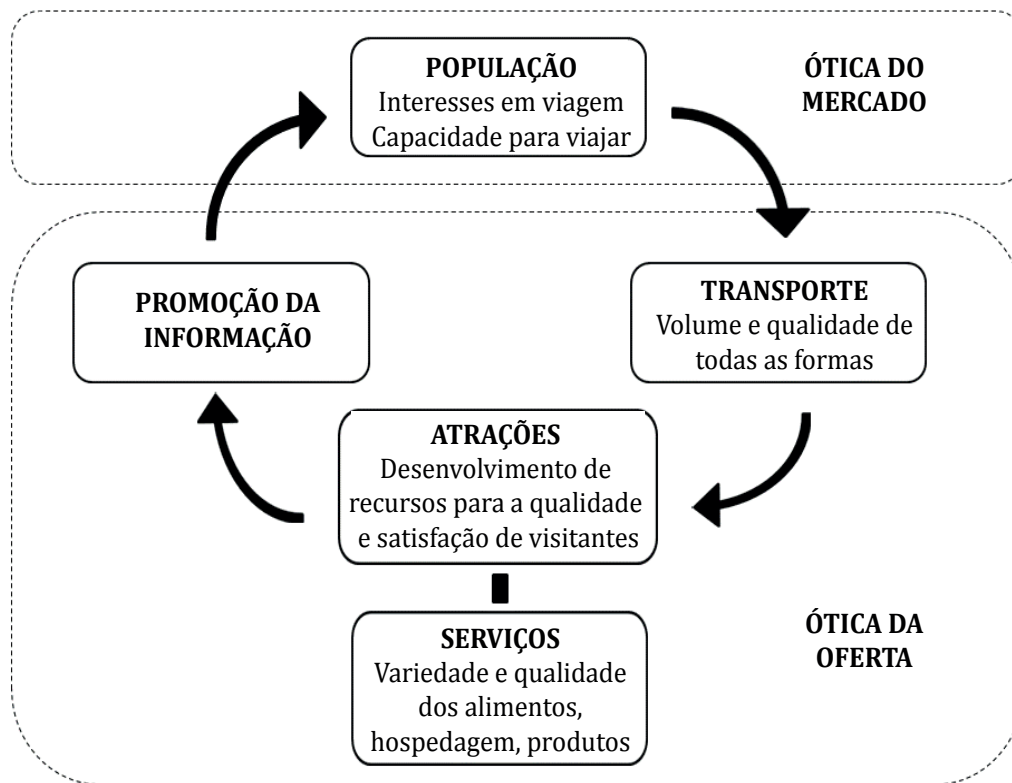 POPULAÇÃO
Interesses em viagem
Capacidade para viajar
ÓTICA DO
MERCADO
PROMOÇÃO DA
INFORMAÇÃO
TRANSPORTE
Volume e qualidade de
todas as formas
ATRAÇÕES
Desenvolvimento de
recursos para a qualidade
e satisfação de visitantes
SERVIÇOS
Variedade e qualidade
dos alimentos,
hospedagem, produtos
ÓTICA DA
OFERTA